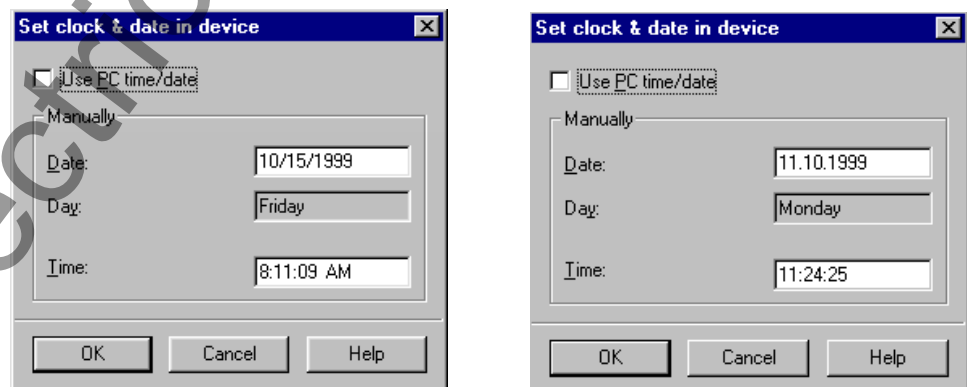 Set clock & date in device
Use PC time/date
Manually
Date: 10/15/1999
Day: Friday
Time: 8:11:09 AM
OK Cancel Help
Set clock & date in device
Use PC time/date
Manually
Date: 11.10.1999
Day: Monday
Time: 11:24:25
OK Cancel Help